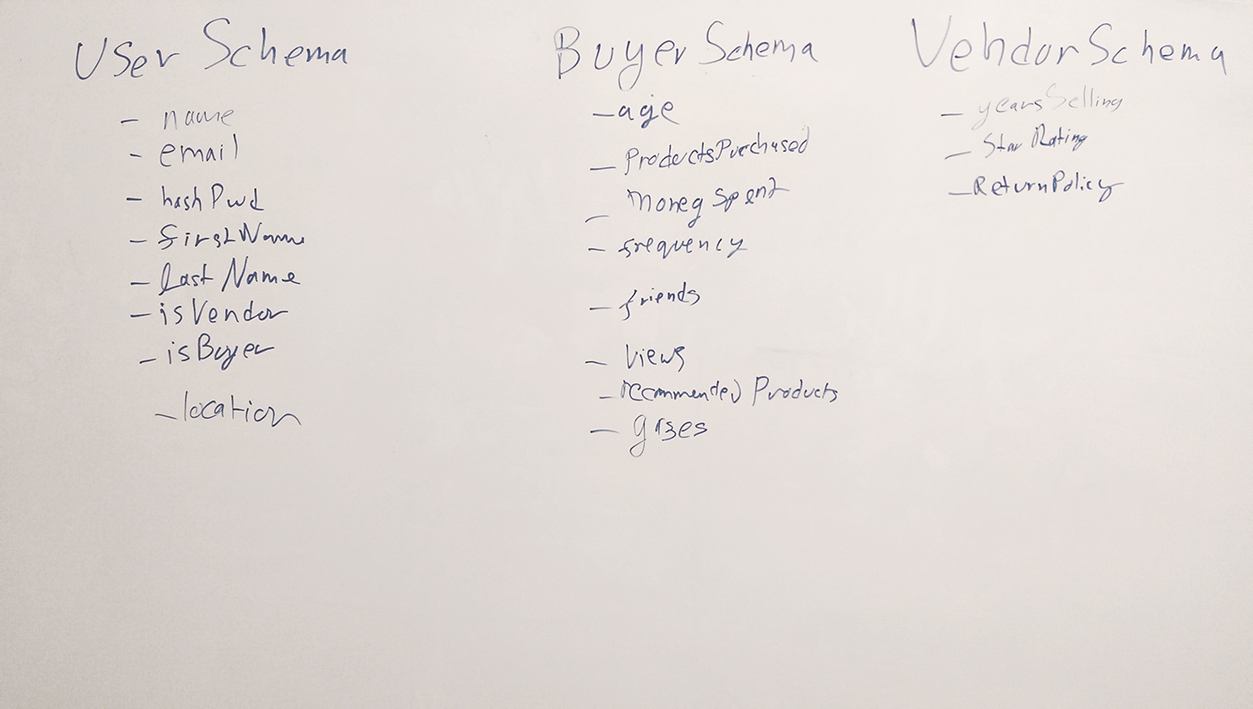 User Schema
- name
- email
- hashPwd
- firstName
- last Name
- isVendor
- isBuyer
- location
Buyer Schema
- age
- ProductsPurchased
- Money Spent
- frequency
- friends
- Views
- recommended Products
Vendor Schema
- yearsSelling
- Star Rating
- ReturnPolicy